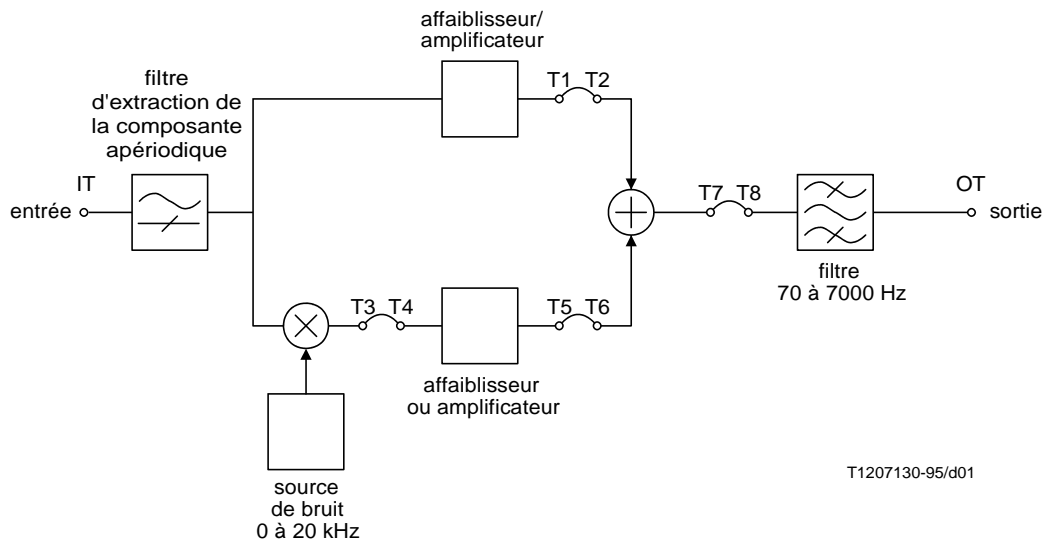 affaiblisseur/
amplificateur
filtre
d'extraction de
la composante
apériodique
T1 T2
IT
entrée
T7 T8
OT
sortie
filtre
70 à 7000 Hz
T3 T4
T5 T6
affaiblisseur
ou amplificateur
source
de bruit
0 à 20 kHz
T1207130-95/d01